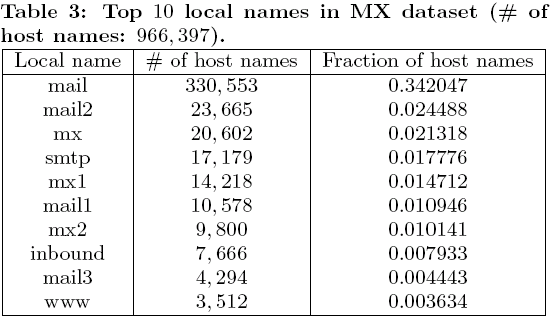 Table 3: Top 10 local names in MX dataset (# of
host names: 966,397).
Local name # of host names Fraction of host names
mail 330,553 0.342047
mail2 23,665 0.024488
mx 20,602 0.021318
smtp 17,179 0.017776
mx1 14,218 0.014712
mail1 10,578 0.010946
mx2 9,800 0.010141
inbound 7,666 0.007933
mail3 4,294 0.004443
www 3,512 0.003634